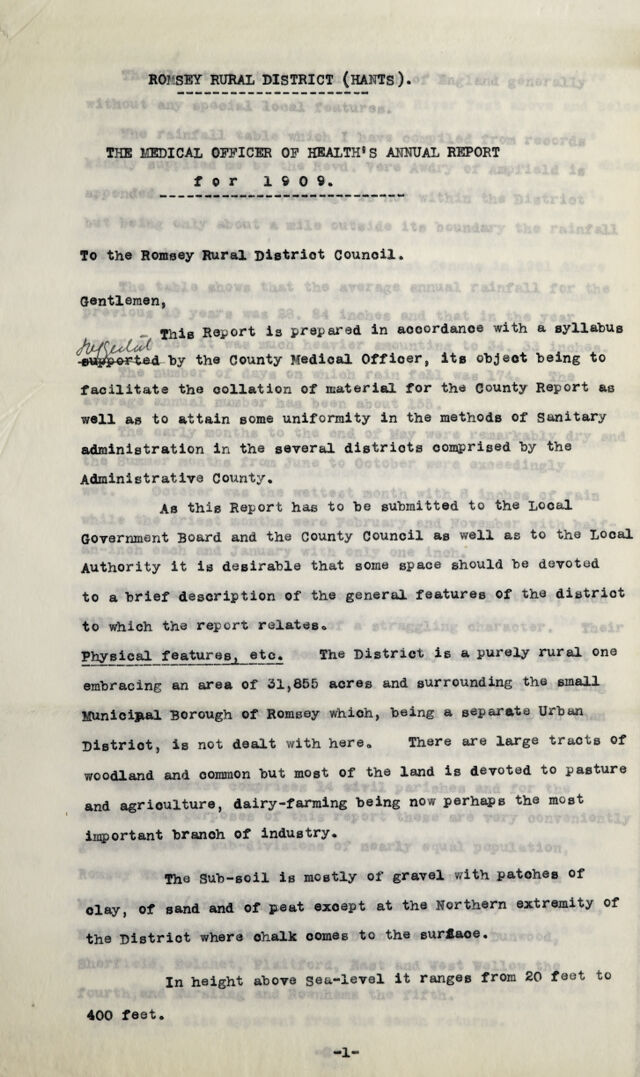 ROMSEY RURAL DISTRICT (HANTS).
THE MEDICAL OFFICER OF HEALTH'S ANNUAL REPORT
for 1909.
To the Romsey Rural District Council.
Gentlemen,
This Report is prepared in accordance with a syllabus
suggested
supported by the County Medical Officer, its object being to
facilitate the collation of material for the County Report as
well as to attain some uniformity in the methods of Sanitary
administration in the several districts comprised by the
Administrative County.
As this Report has to be submitted to the Local
Government Board and the County Council as well as to the Local
Authority it is desirable that some space should be devoted
to a brief description of the general features of the district
to which the report relates.
Physical features, etc. The District is a purely rural one
embracing an area of 31,855 acres and surrounding the small
Municipal Borough of Romsey which, being a separate Urban
District, is not dealt with here. There are large tracts of
woodland and common but most of the land is devoted to pasture
and agriculture, dairy-farming being now perhaps the most
important branch of industry.
The Sub-soil is mostly of gravel with patches of
clay, of sand and of peat except at the Northern extremity of
the District where chalk comes to the surface.
In height above Sea-level it ranges from 20 feet to
400 feet.
-1-